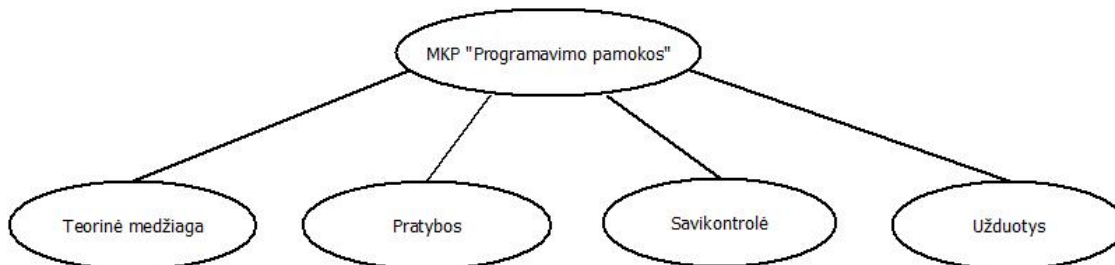 MKP "Programavimo pamokos"
Teorinė medžiaga
Pratybos
Savikontrolė
Užduotys